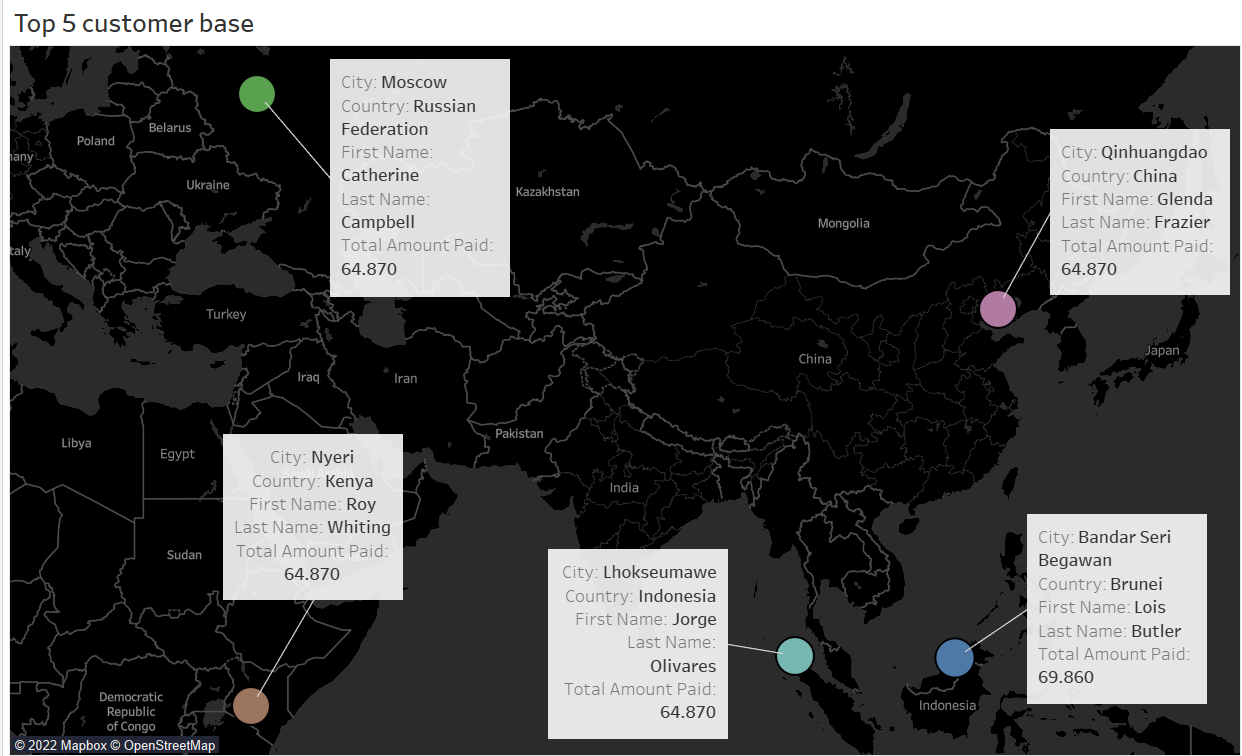 Top 5 customer base
City: Moscow
Country: Russian
Federation
First Name:
Catherine
Last Name:
Campbell
Total Amount Paid:
64.870
City: Qinhuangdao
Country: China
First Name: Glenda
Last Name: Frazier
Total Amount Paid:
64.870
Belarus
Poland
many
Ukraine
Kazakhstan
Mongolia
taly
Turkey
Iraq
Iran
China
Japan
Libya
Egypt
Pakistan
India
Sudan
City: Nyeri
Country: Kenya
First Name: Roy
Last Name: Whiting
Total Amount Paid:
64.870
City: Lhokseumawe
Country: Indonesia
First Name: Jorge
Last Name:
Olivares
Total Amount Paid:
64.870
City: Bandar Seri
Begawan
Country: Brunei
First Name: Lois
Last Name: Butler
Total Amount Paid:
69.860
Democratic
Republic
of Congo
Indonesia
© 2022 Mapbox © OpenStreetMap